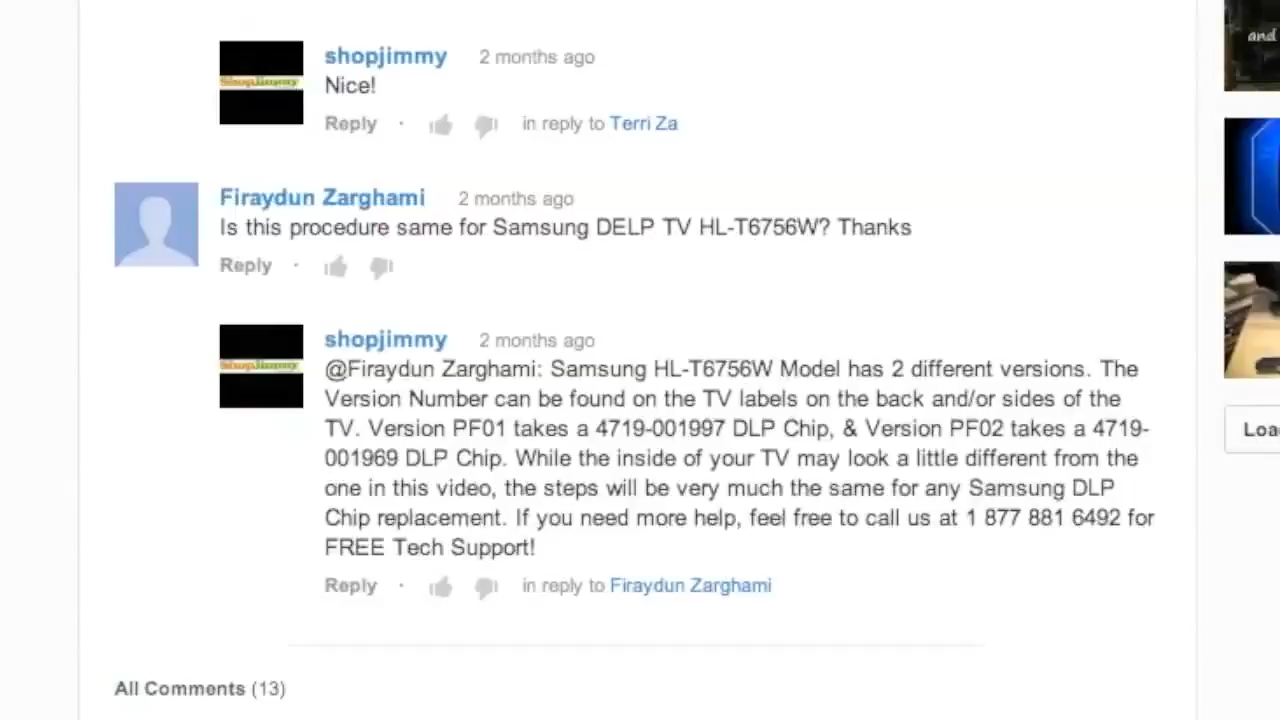 and
shopjimmy 2 months ago
ShopJimmy
Nice!
Reply · in reply to Terri Za
Firaydun Zarghami 2 months ago
Is this procedure same for Samsung DELP TV HL-T6756W? Thanks
Reply ·
shopjimmy 2 months ago
ShopJimmy
@Firaydun Zarghami: Samsung HL-T6756W Model has 2 different versions. The
Version Number can be found on the TV labels on the back and/or sides of the
TV. Version PF01 takes a 4719-001997 DLP Chip, & Version PF02 takes a 4719-
001969 DLP Chip. While the inside of your TV may look a little different from the
one in this video, the steps will be very much the same for any Samsung DLP
Chip replacement. If you need more help, feel free to call us at 1 877 881 6492 for
FREE Tech Support!
Reply · in reply to Firaydun Zarghami
Loa
All Comments (13)